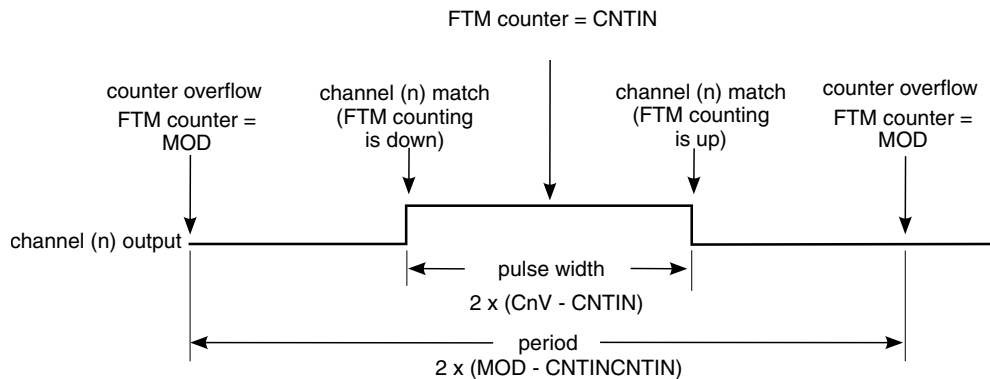 FTM counter = CNTIN
counter overflow
FTM counter =
MOD
channel (n) match
(FTM counting
is down)
channel (n) match
(FTM counting
is up)
counter overflow
FTM counter =
MOD
channel (n) output
pulse width
2 x (CnV - CNTIN)
period
2 x (MOD - CNTINCNTIN)